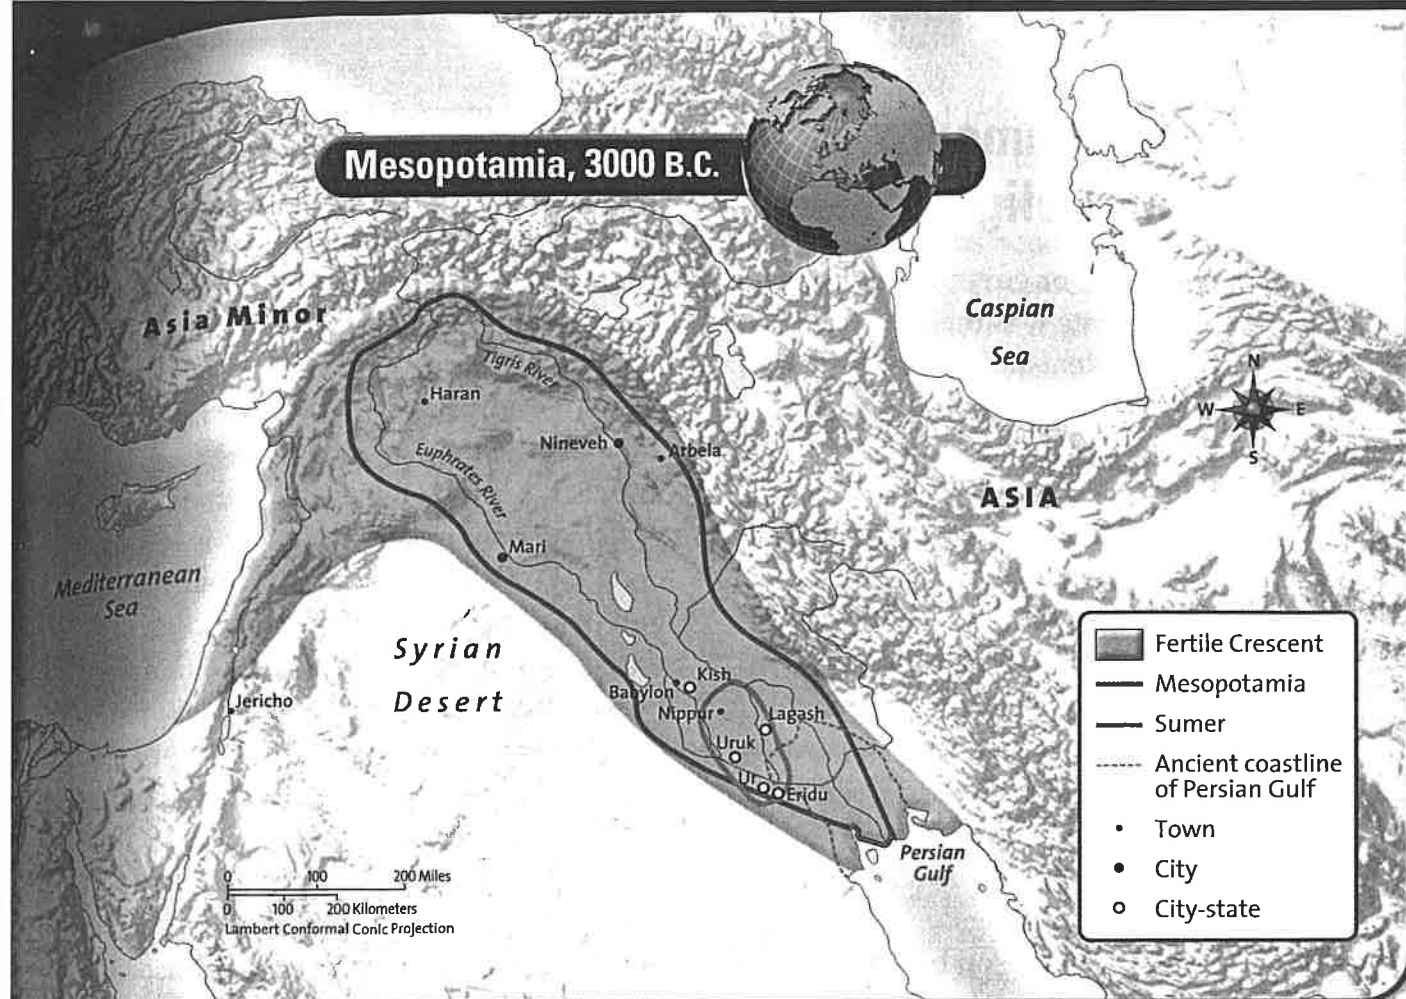 Mesopotamia, 3000 B.C.
Asia Minor
Caspian
Sea
Tigris River
Haran
Nineveh
Arbela
Euphrates River
Mari
ASIA
N
W E
S
Mediterranean
Sea
Syrian
Desert
Jericho
Kish
Babylon
Nippur
Lagash
Uruk
Ur
Eridu
Persian
Gulf
0 100 200 Miles
0 100 200 Kilometers
Lambert Conformal Conic Projection
Fertile Crescent
Mesopotamia
Sumer
Ancient coastline
of Persian Gulf
Town
City
City-state